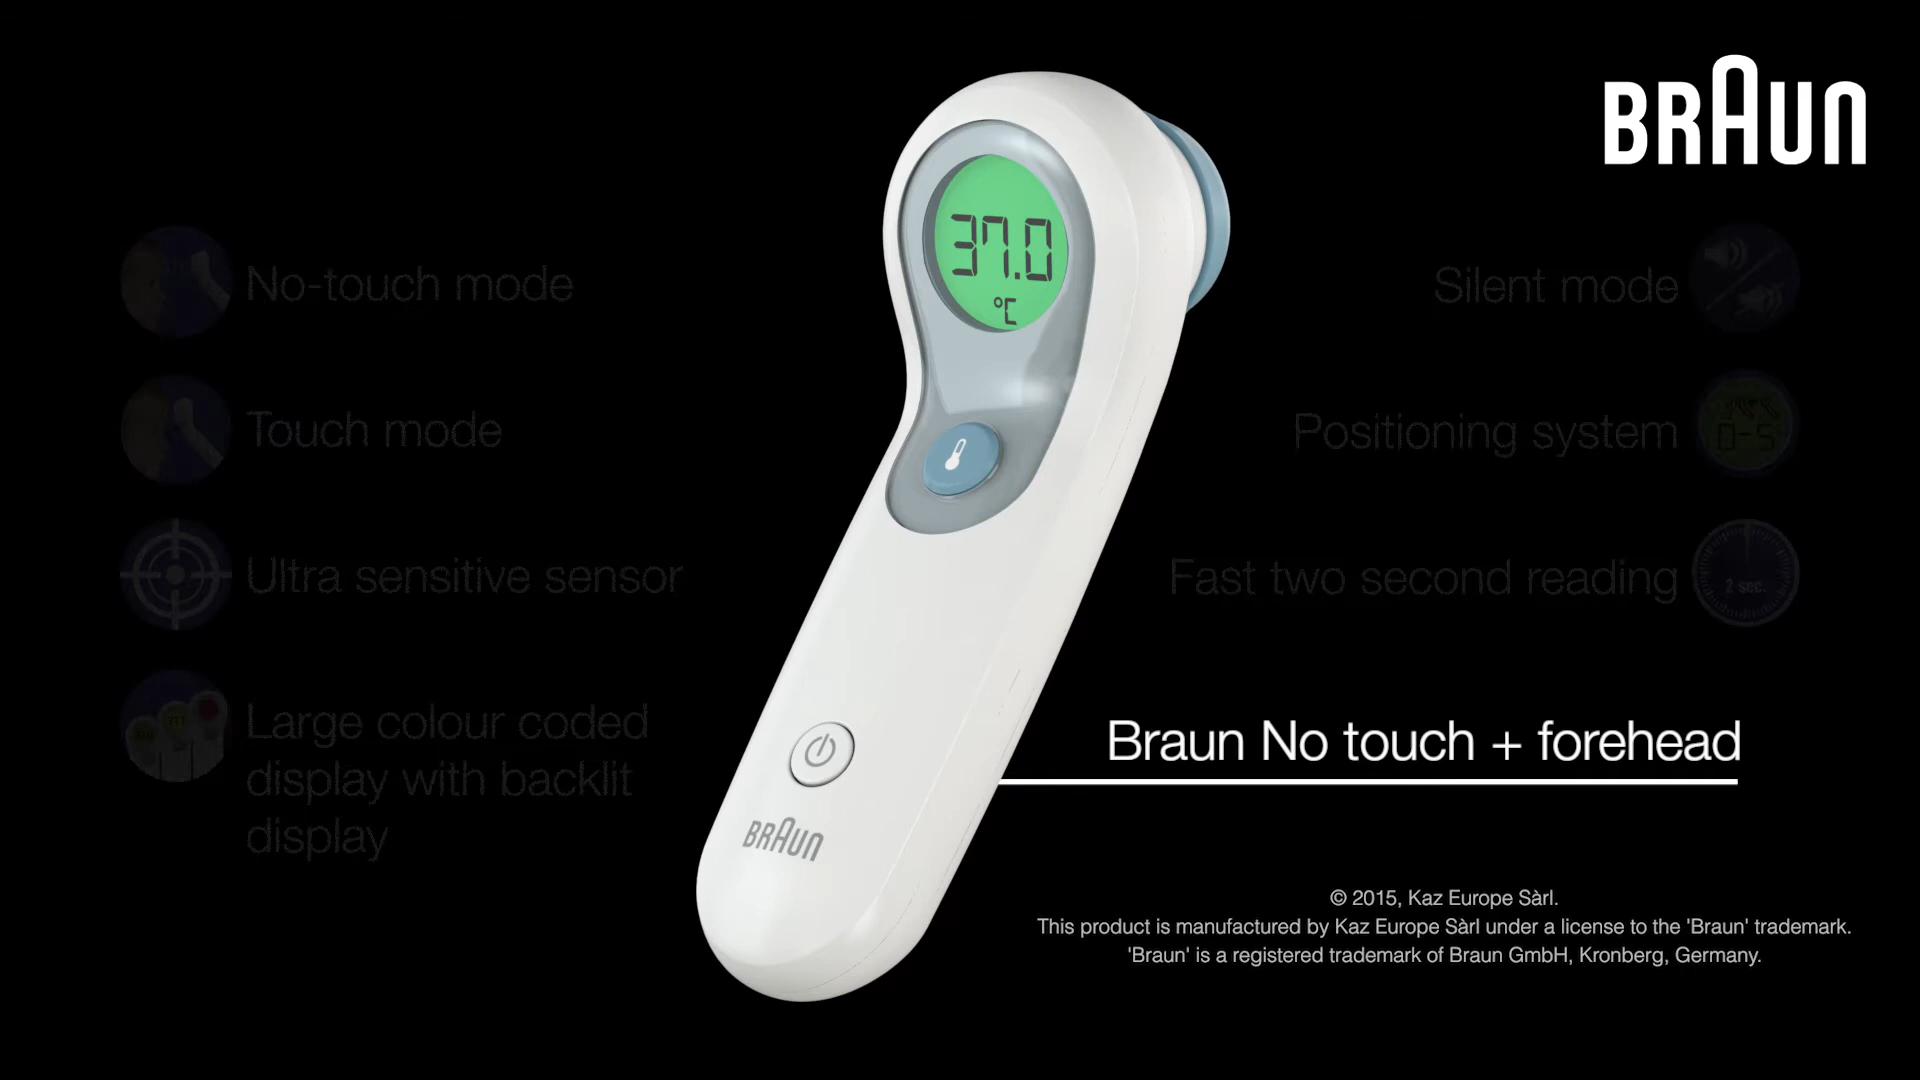 BRAUN
37.0
°C
No-touch mode
Silent mode
Touch mode
Positioning system
0-5
Ultra sensitive sensor
Fast two second reading
2 sec.
Large colour coded
display with backlit
display
Braun No touch + forehead
BRAUN
© 2015, Kaz Europe Sàrl.
This product is manufactured by Kaz Europe Sàrl under a license to the 'Braun' trademark.
'Braun' is a registered trademark of Braun GmbH, Kronberg, Germany.